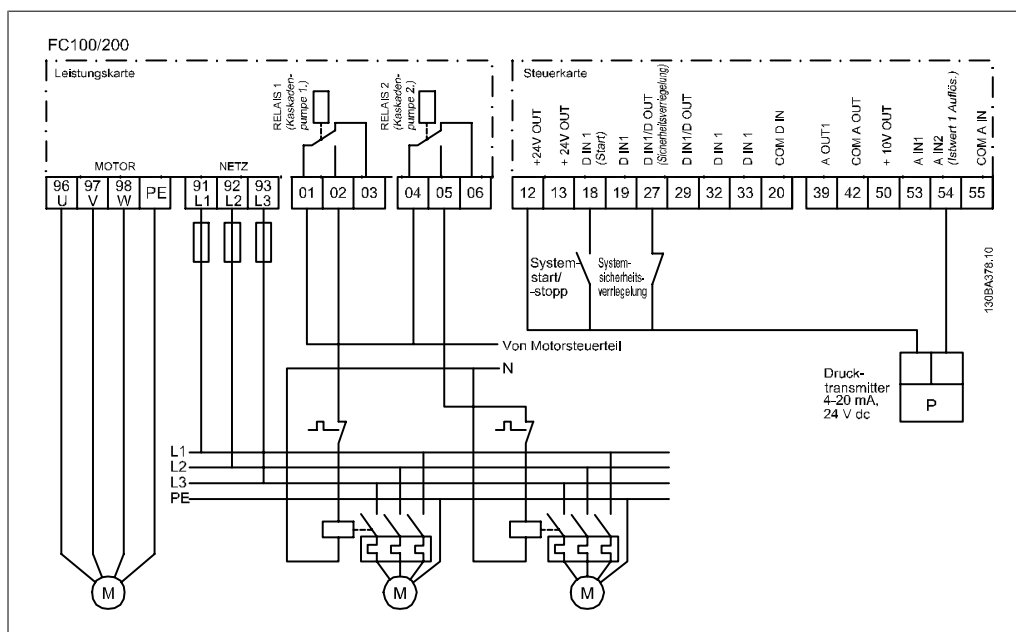 FC100/200
Leistungskarte
Steuerkarte
RELAIS 1
(Kaskaden-
pumpe 1.)
RELAIS 2
(Kaskaden-
pumpe 2.)
+24V OUT
+ 24V OUT
D IN 1
(Start)
D IN1
D IN1/D OUT
(Sicherheitsverrlegelung)
D IN1/D OUT
D IN 1
D IN 1
COM D IN
A OUT1
COM A OUT
+ 10V OUT
A IN1
A IN2
(Istwert 1 Auflös.)
COM A IN
MOTOR
NETZ
96 97 98 PE 91 92 93 01 02 03 04 05 06 12 13 18 19 27 29 32 33 20 39 42 50 53 54 55
U V W L1 L2 L3
System-
start/
-stopp
System-
sicherheits-
verrlegelung
130BA378.10
Von Motorsteuerteil
N
Druck-
transmitter
4-20 mA,
24 V dc
P
L1
L2
L3
PE
M
M
M